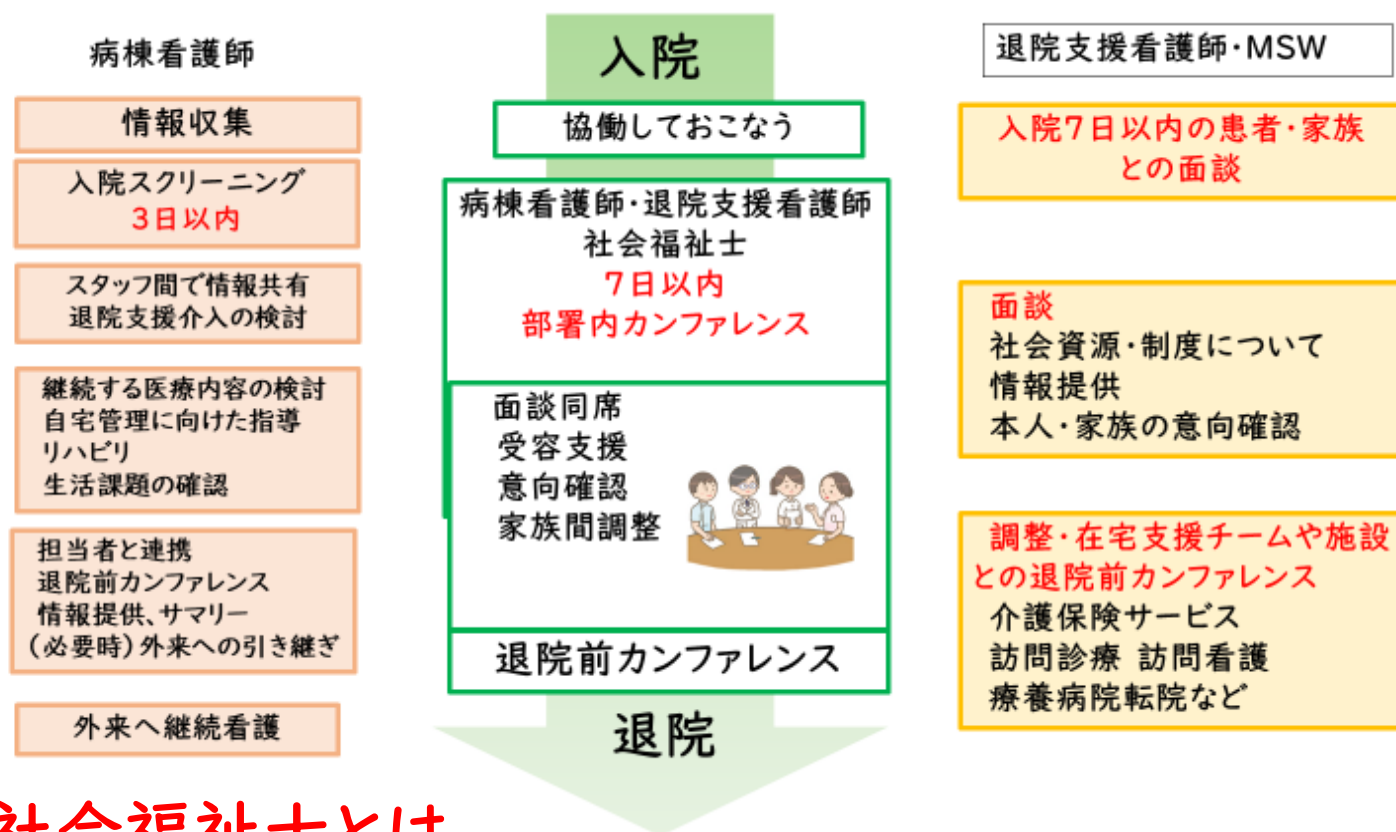 病棟看護師
情報収集
入院スクリーニング
3日以内
スタッフ間で情報共有
退院支援介入の検討
継続する医療内容の検討
自宅管理に向けた指導
リハビリ
生活課題の確認
担当者と連携
退院前カンファレンス
情報提供、サマリー
(必要時)外来への引き継ぎ
外来へ継続看護
入院
協働しておこなう
病棟看護師・退院支援看護師
社会福祉士
7日以内
部署内カンファレンス
面談同席
受容支援
意向確認
家族間調整
退院前カンファレンス
退院
退院支援看護師・MSW
入院7日以内の患者・家族
との面談
面談
社会資源・制度について
情報提供
本人・家族の意向確認
調整・在宅支援チームや施設
との退院前カンファレンス
介護保険サービス
訪問診療 訪問看護
療養病院転院など
社会福祉士とは